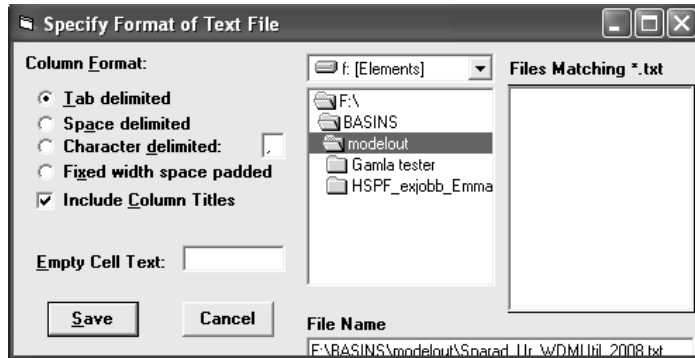 Specify Format of Text File
Column Format:
Tab delimited
Space delimited
Character delimited: ,
Fixed width space padded
Include Column Titles
Empty Cell Text:
Save Cancel
f: [Elements]
F:\
BASINS
modelout
Gamla tester
HSPF_exjobb_Emma
Files Matching *.txt
File Name
F:\BASINS\modelout\Sparad_Ur_WDMUtil_2008.txt